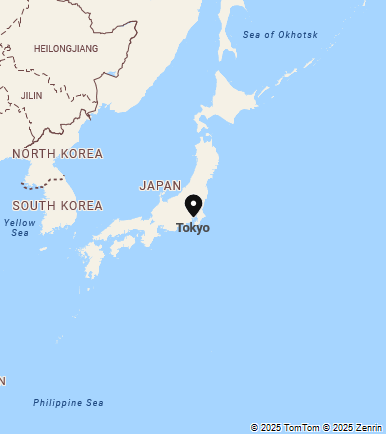 Sea of Okhotsk
HEILONGJIANG
JILIN
NORTH KOREA
JAPAN
SOUTH KOREA
Yellow
Sea
Tokyo
N
Philippine Sea
© 2025 TomTom © 2025 Zenrin